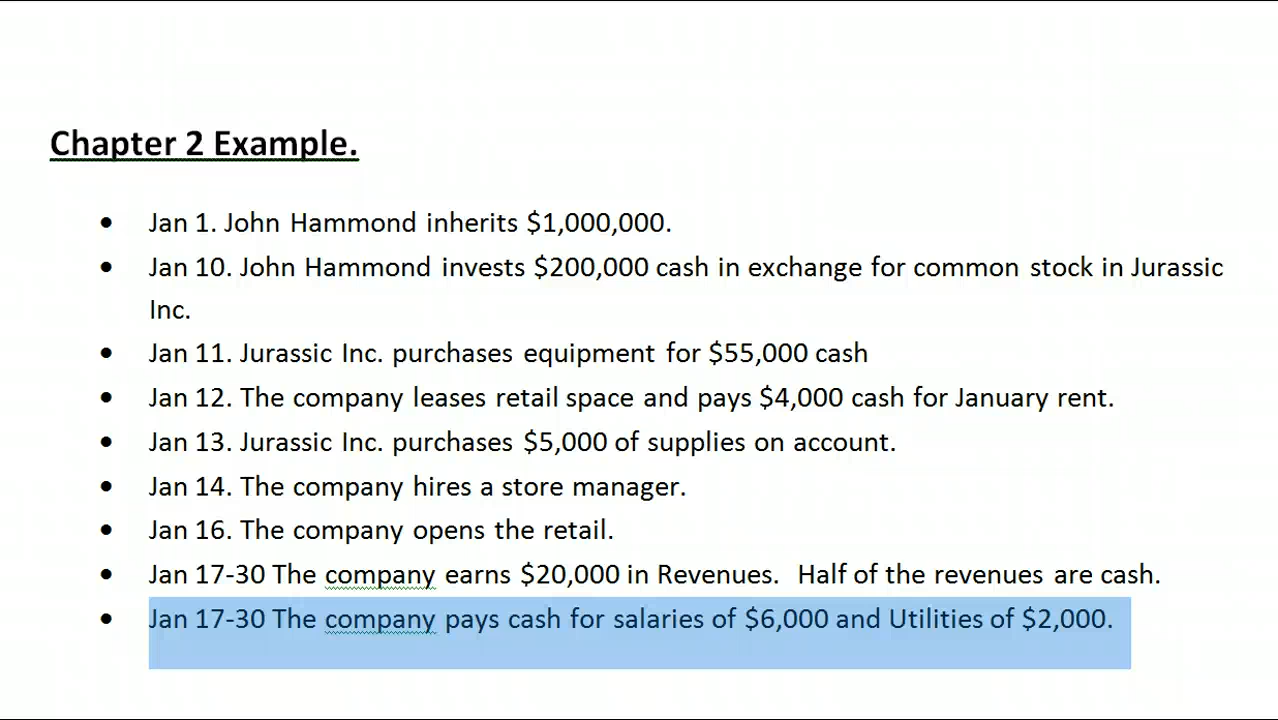 Chapter 2 Example.
• Jan 1. John Hammond inherits $1,000,000.
• Jan 10. John Hammond invests $200,000 cash in exchange for common stock in Jurassic
Inc.
• Jan 11. Jurassic Inc. purchases equipment for $55,000 cash
• Jan 12. The company leases retail space and pays $4,000 cash for January rent.
• Jan 13. Jurassic Inc. purchases $5,000 of supplies on account.
• Jan 14. The company hires a store manager.
• Jan 16. The company opens the retail.
• Jan 17-30 The company earns $20,000 in Revenues.  Half of the revenues are cash.
• Jan 17-30 The company pays cash for salaries of $6,000 and Utilities of $2,000.